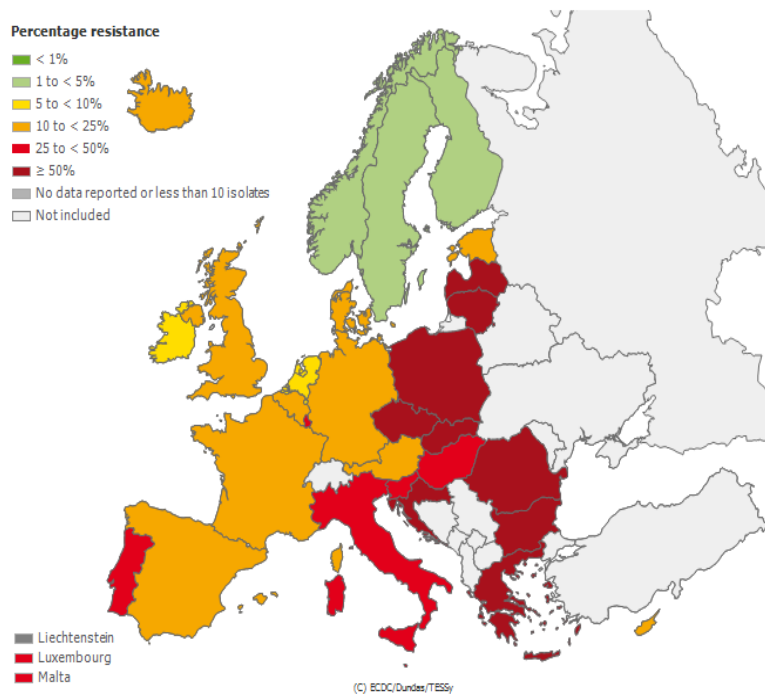 Percentage resistance
< 1%
1 to < 5%
5 to < 10%
10 to < 25%
25 to < 50%
≥ 50%
No data reported or less than 10 isolates
Not included
Liechtenstein
Luxembourg
Malta
(C) ECDC/Dundas/TESSy